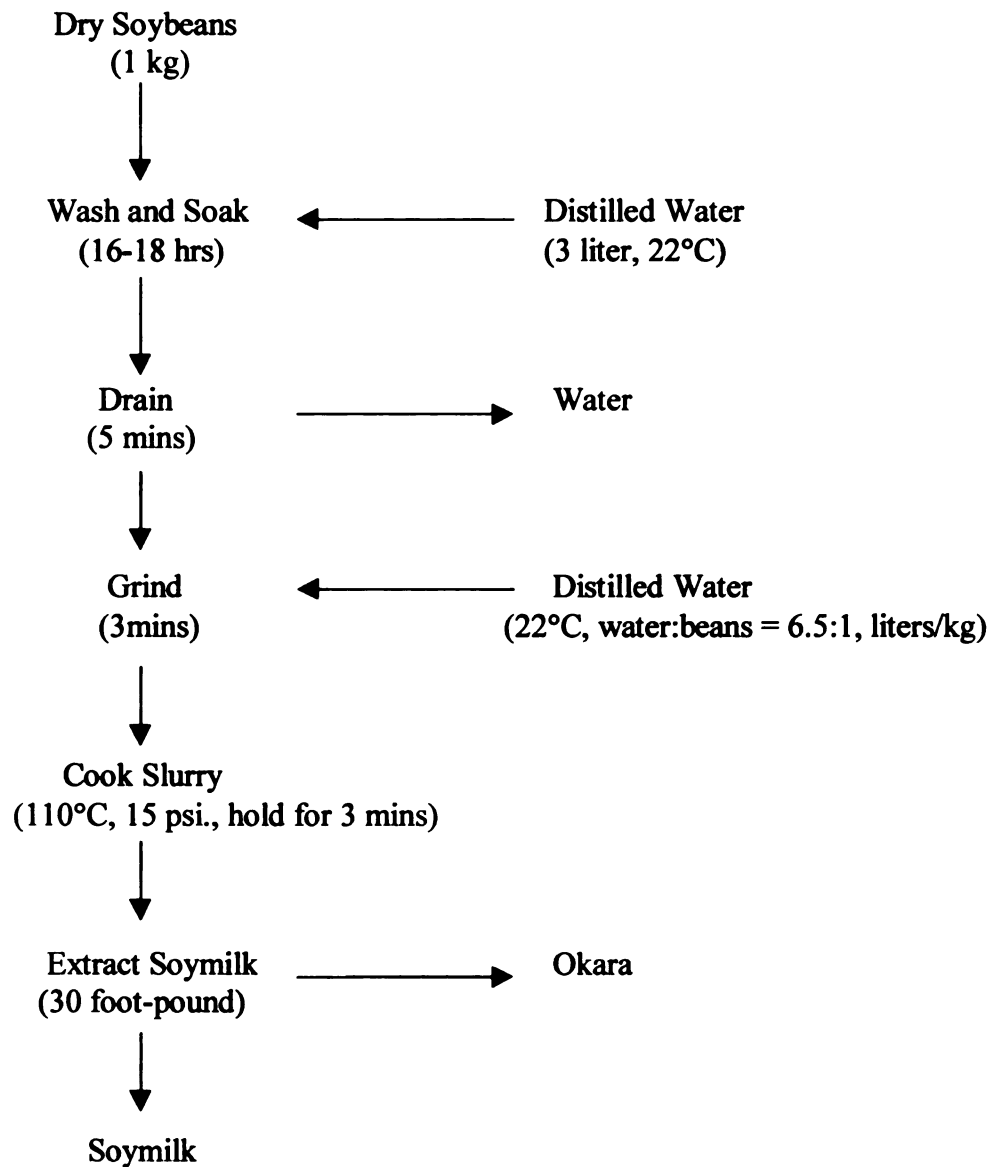 Dry Soybeans
(1 kg)
Wash and Soak
(16-18 hrs)
Distilled Water
(3 liter, 22°C)
Drain
(5 mins)
Water
Grind
(3mins)
Distilled Water
(22°C, water:beans = 6.5:1, liters/kg)
Cook Slurry
(110°C, 15 psi., hold for 3 mins)
Extract Soymilk
(30 foot-pound)
Okara
Soymilk